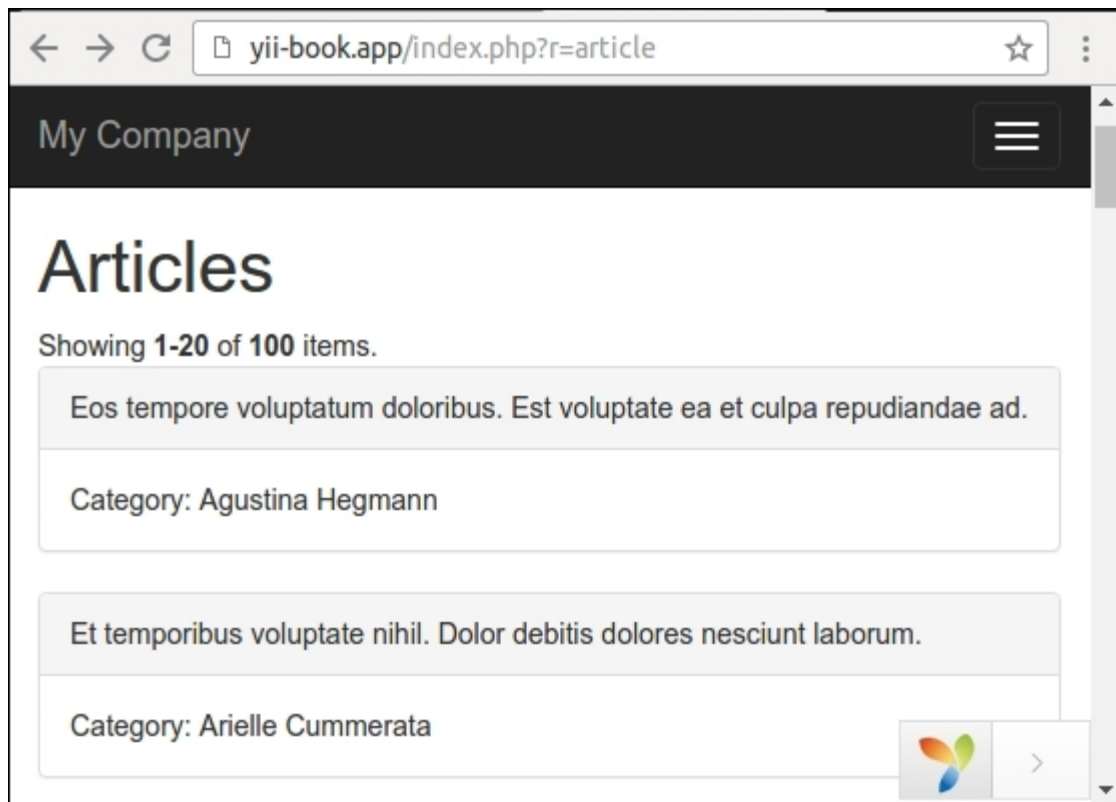 yii-book.app/index.php?r=article
My Company
Articles
Showing 1-20 of 100 items.
Eos tempore voluptatum doloribus. Est voluptate ea et culpa repudiandae ad.
Category: Agustina Hegmann
Et temporibus voluptate nihil. Dolor debitis dolores nesciunt laborum.
Category: Arielle Cummerata